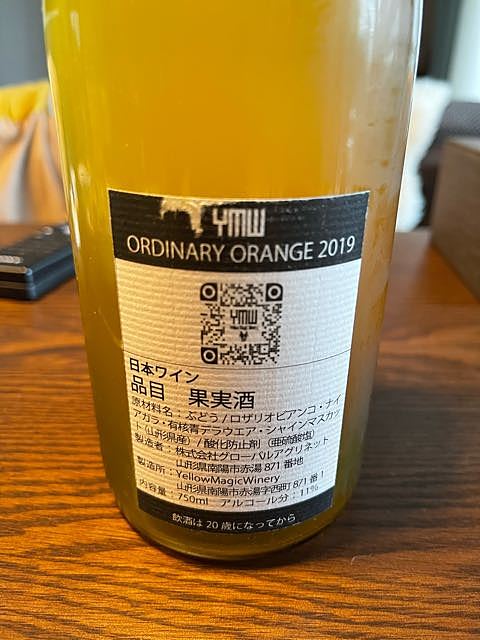 YMW
ORDINARY ORANGE 2019
YMW
日本ワイン
品目 果実酒
原材料名：ぶどう/ロザリオビアンコ・ナイ
アガラ・有核青デラウエア・シャインマスカッ
ト(山形県産)/酸化防止剤(亜硫酸塩)
製造者：株式会社グローバルアグリネット
山形県南陽市赤湯871番地
製造所：YellowMagicWinery
山形県南陽市赤湯字西町871番1
内容量：750ml アルコール分：11%
飲酒は20歳になってから